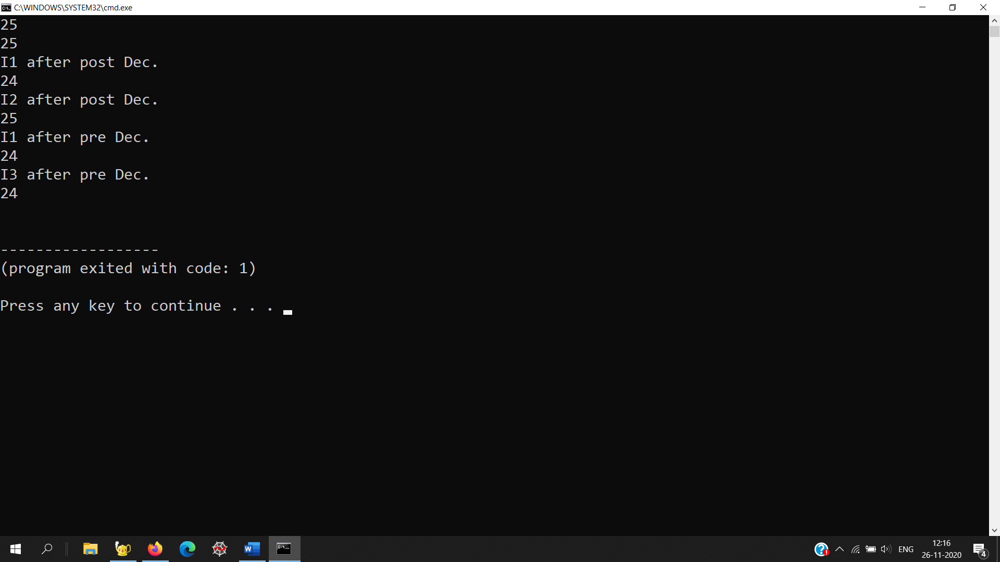 C:\WINDOWS\SYSTEM32\cmd.exe
25
25
I1 after post Dec.
24
I2 after post Dec.
25
I1 after pre Dec.
24
I3 after pre Dec.
24
------------------
(program exited with code: 1)
Press any key to continue . . .
ENG
12:16
26-11-2020
4